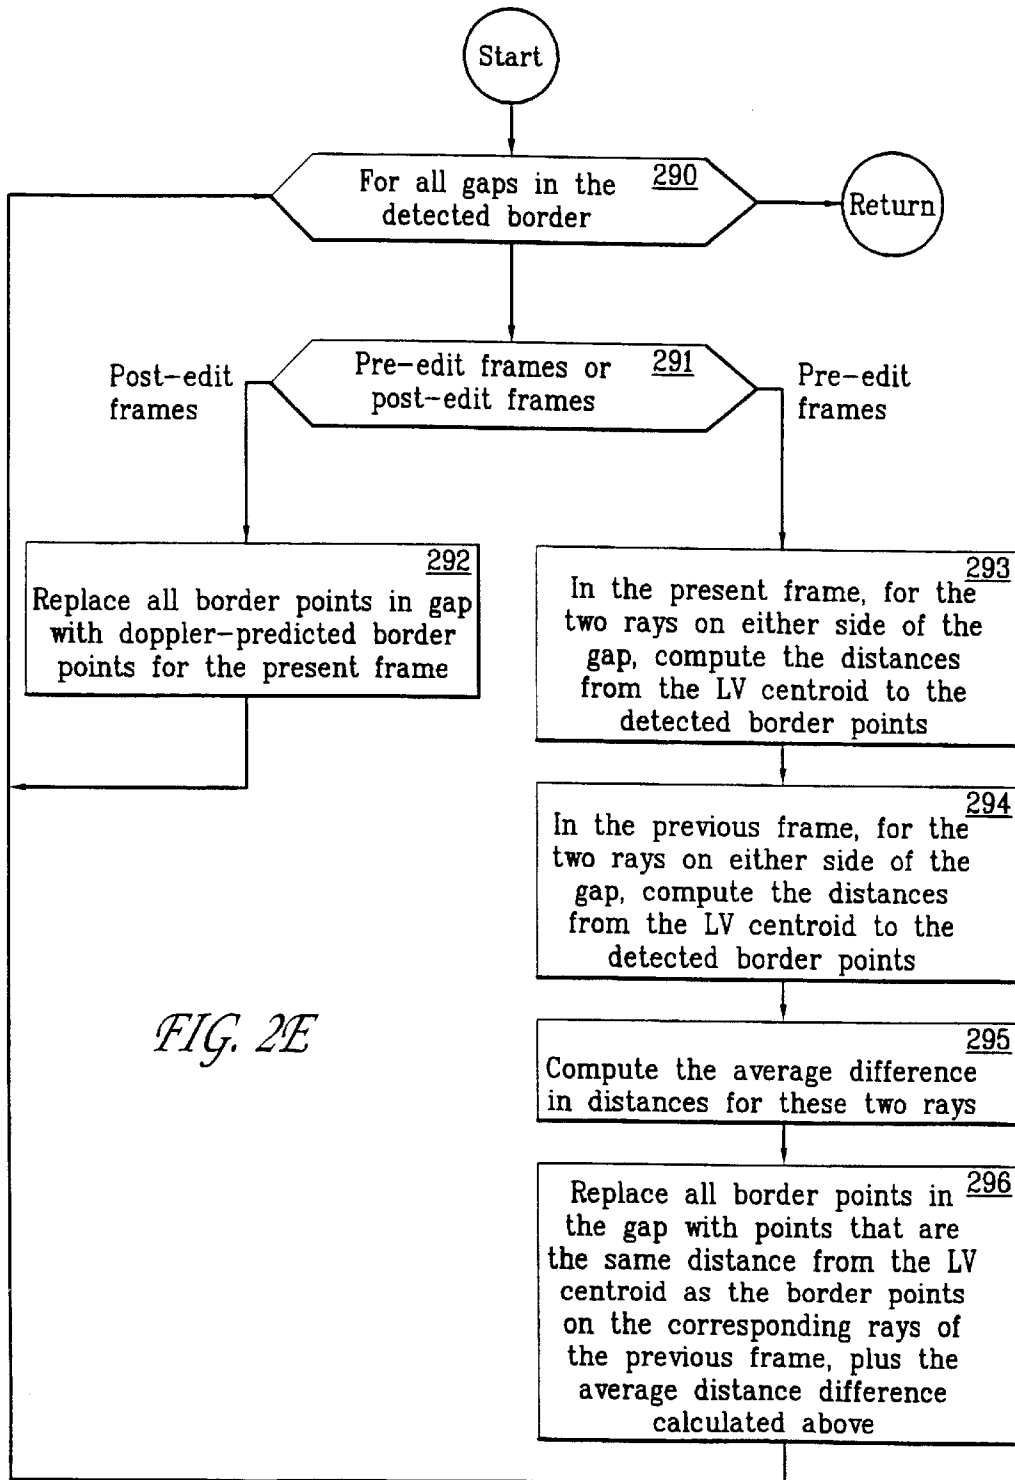 Start
For all gaps in the
detected border
290
Return
Pre-edit frames or
post-edit frames
291
Post-edit
frames
Pre-edit
frames
292
Replace all border points in gap
with doppler-predicted border
points for the present frame
293
In the present frame, for the
two rays on either side of the
gap, compute the distances
from the LV centroid to the
detected border points
294
In the previous frame, for the
two rays on either side of the
gap, compute the distances
from the LV centroid to the
detected border points
FIG. 2E
295
Compute the average difference
in distances for these two rays
296
Replace all border points in
the gap with points that are
the same distance from the LV
centroid as the border points
on the corresponding rays of
the previous frame, plus the
average distance difference
calculated above